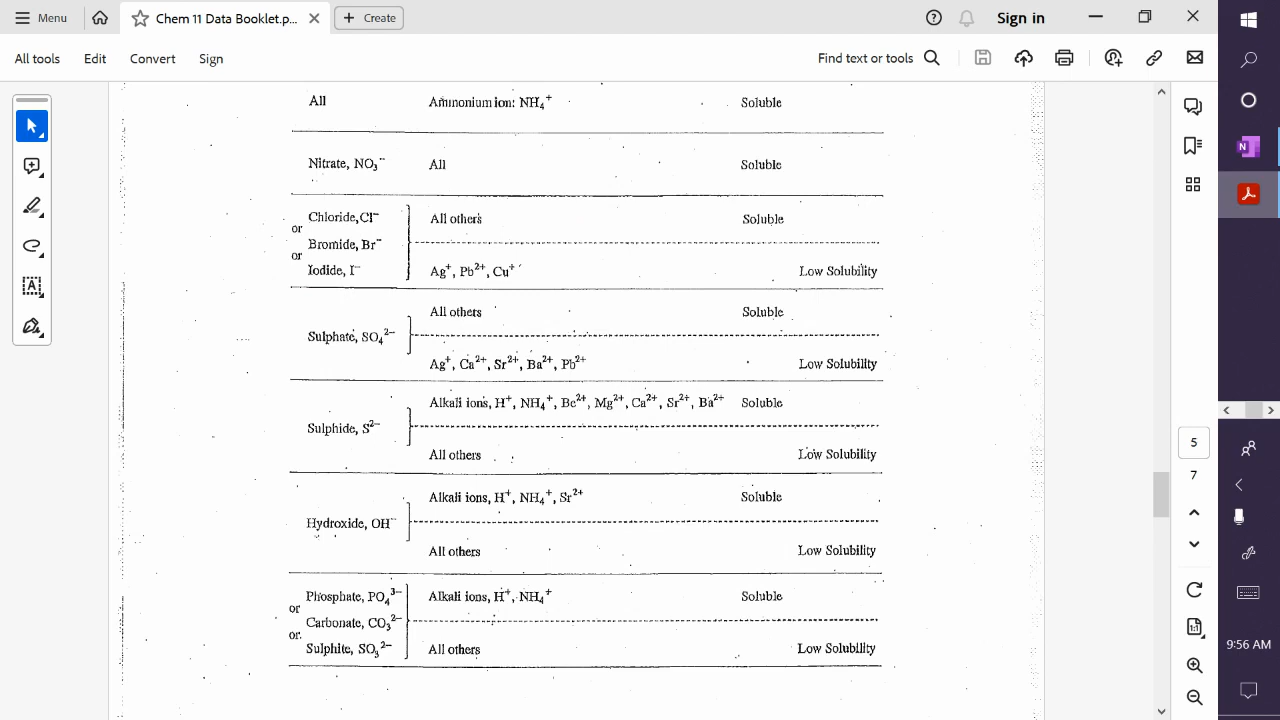 Menu
Chem 11 Data Booklet.p...
Create
Sign in
All tools Edit Convert Sign
Find text or tools
All Ammonium ion: NH₄⁺ Soluble
Nitrate, NO₃⁻ All Soluble
Chloride, Cl⁻ All others Soluble
or
Bromide, Br⁻
or
Iodide, I⁻ Ag⁺, Pb²⁺, Cu⁺ Low Solubility
All others Soluble
Sulphate, SO₄²⁻
Ag⁺, Ca²⁺, Sr²⁺, Ba²⁺, Pb²⁺ Low Solubility
Alkali ions, H⁺, NH₄⁺, Be²⁺, Mg²⁺, Ca²⁺, Sr²⁺, Ba²⁺ Soluble
Sulphide, S²⁻
All others Low Solubility
Alkali ions, H⁺, NH₄⁺, Sr²⁺ Soluble
Hydroxide, OH⁻
All others Low Solubility
Phosphate, PO₄³⁻ Alkali ions, H⁺, NH₄⁺ Soluble
or
Carbonate, CO₃²⁻
or
Sulphite, SO₃²⁻ All others Low Solubility
5
7
1:1
9:56 AM